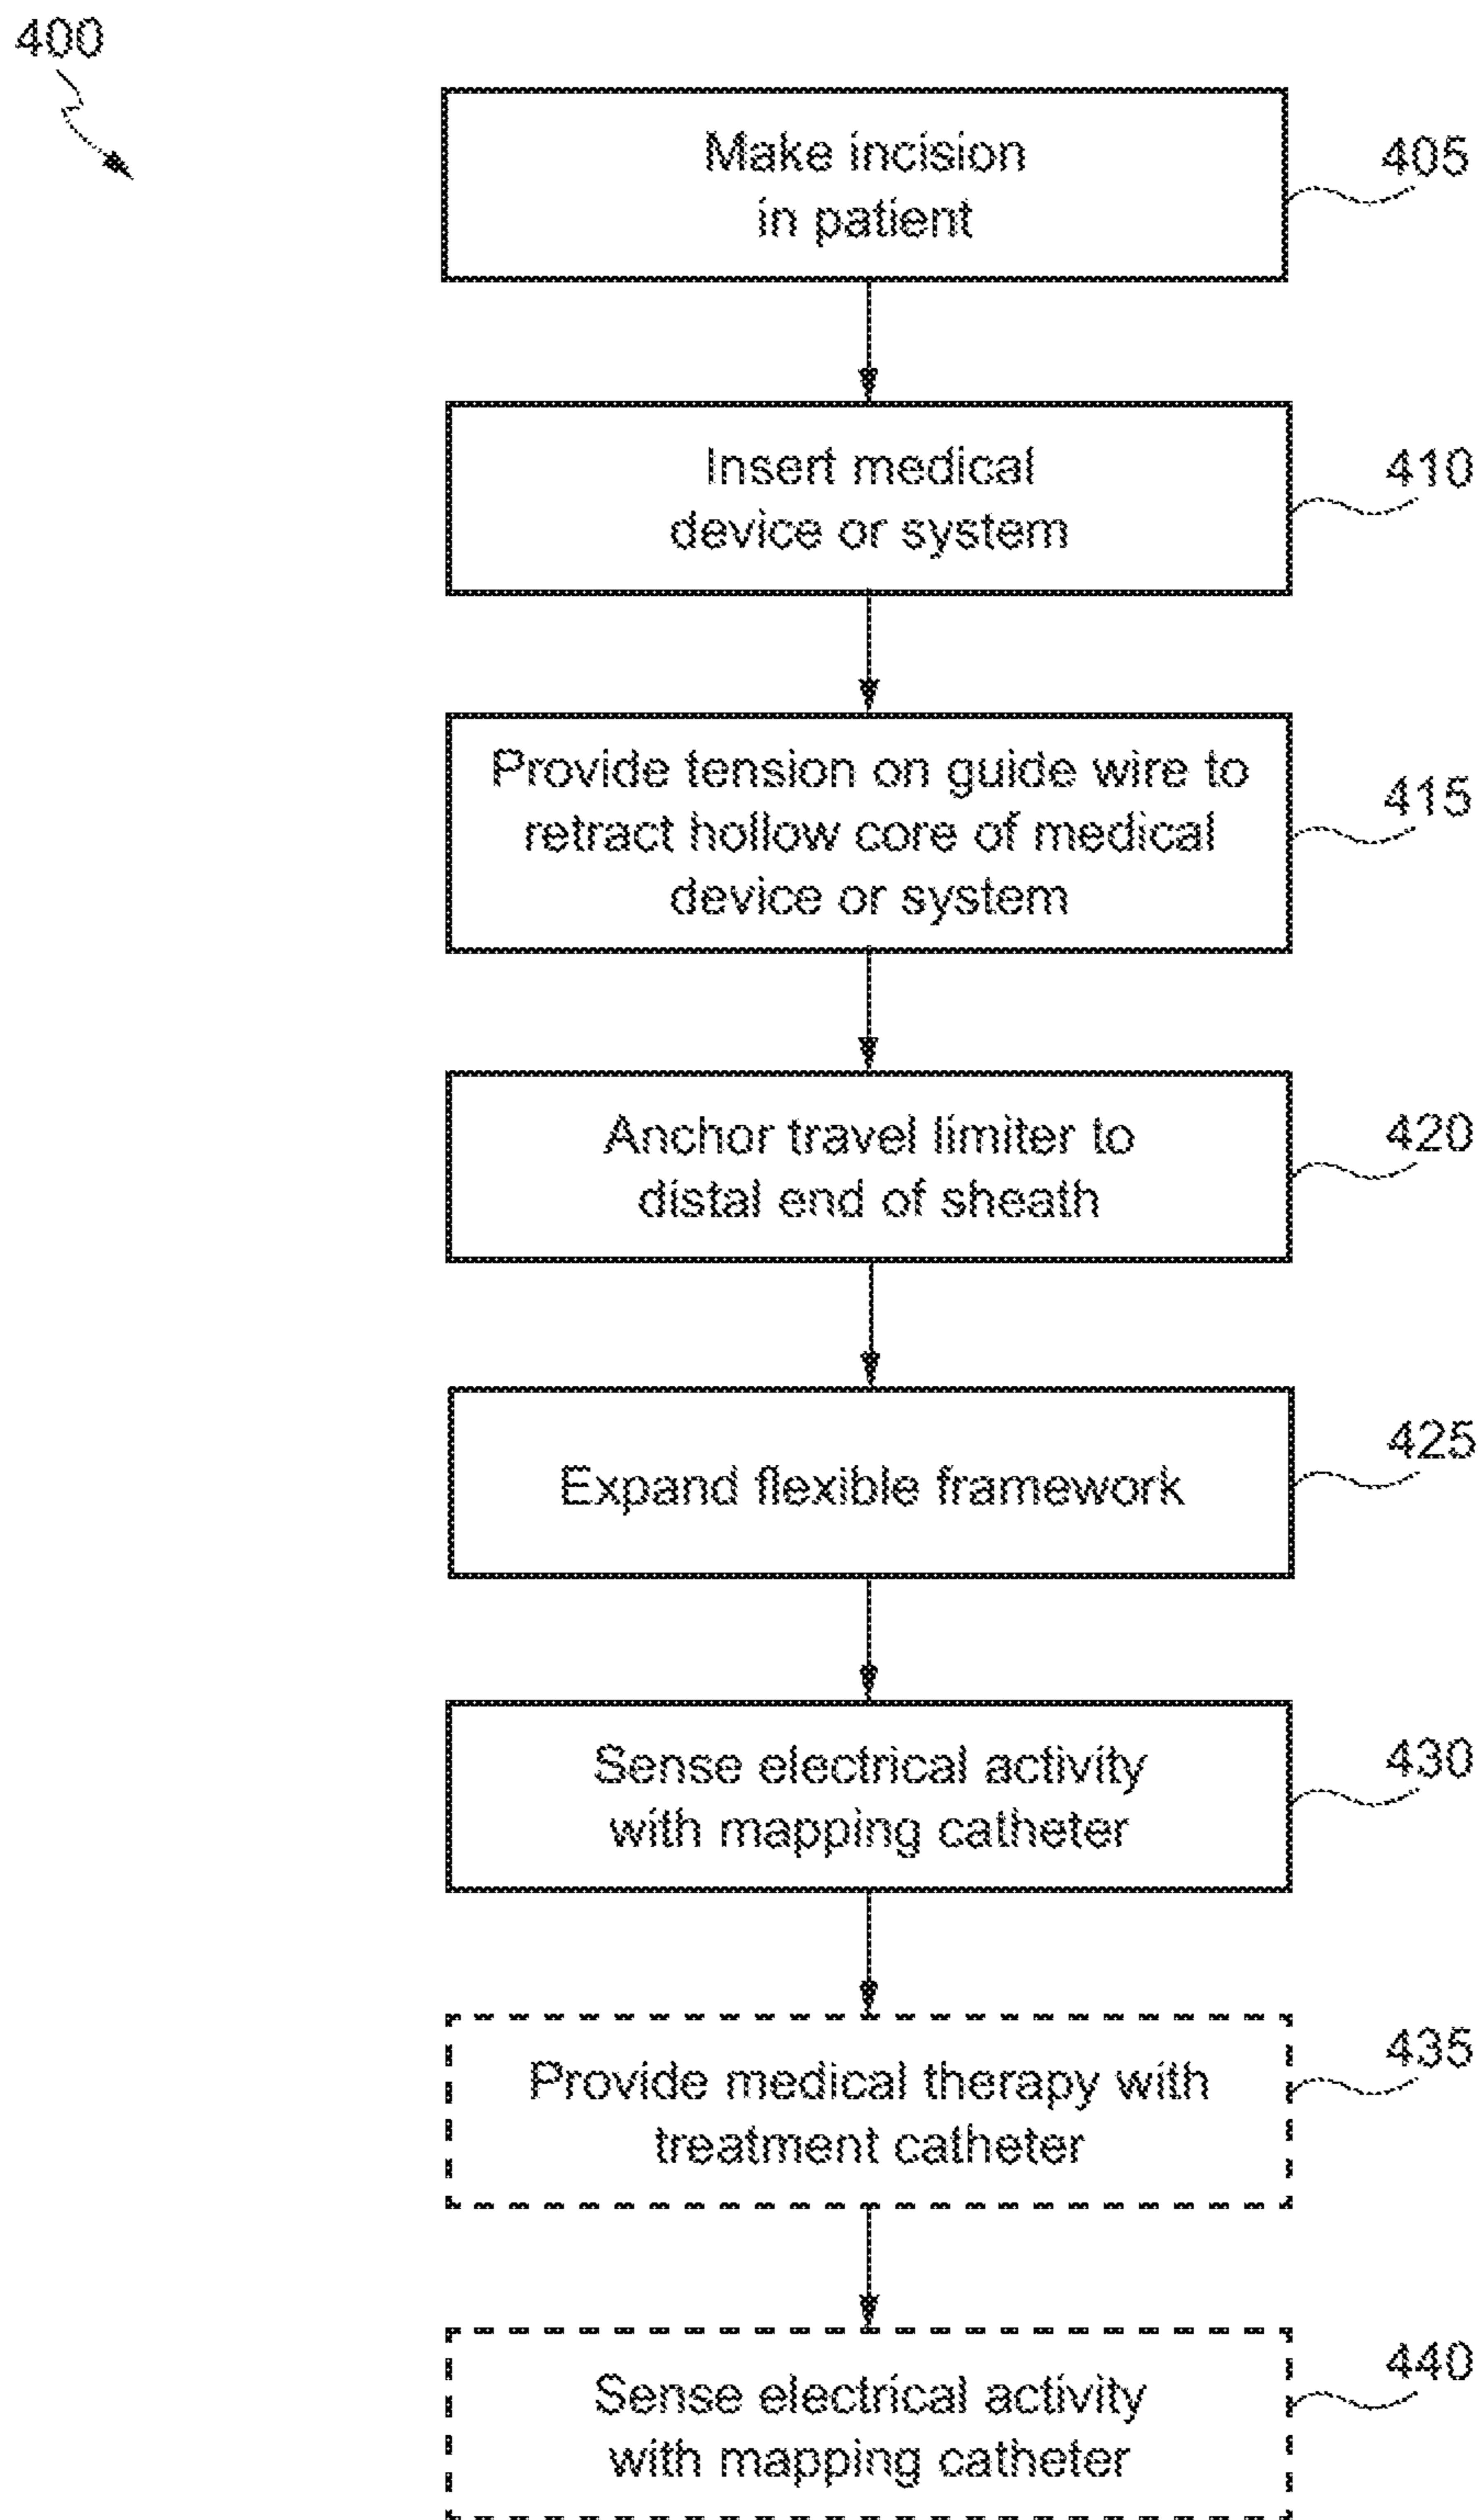 400
Make incision
in patient
405
Insert medical
device or system
410
Provide tension on guide wire to
retract hollow core of medical
device or system
415
Anchor travel limiter to
distal end of sheath
420
Expand flexible framework
425
Sense electrical activity
with mapping catheter
430
Provide medical therapy with
treatment catheter
435
Sense electrical activity
with mapping catheter
440